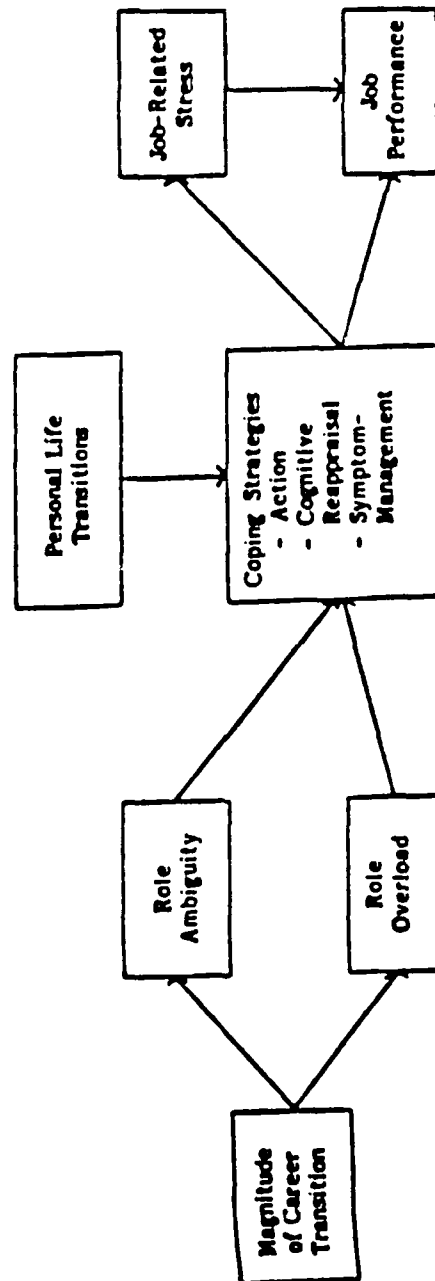 Magnitude
of Career
Transition
Role
Ambiguity
Role
Overload
Personal Life
Transitions
Coping Strategies
- Action
- Cognitive
Reappraisal
- Symptom-
Management
Job-Related
Stress
Job
Performance